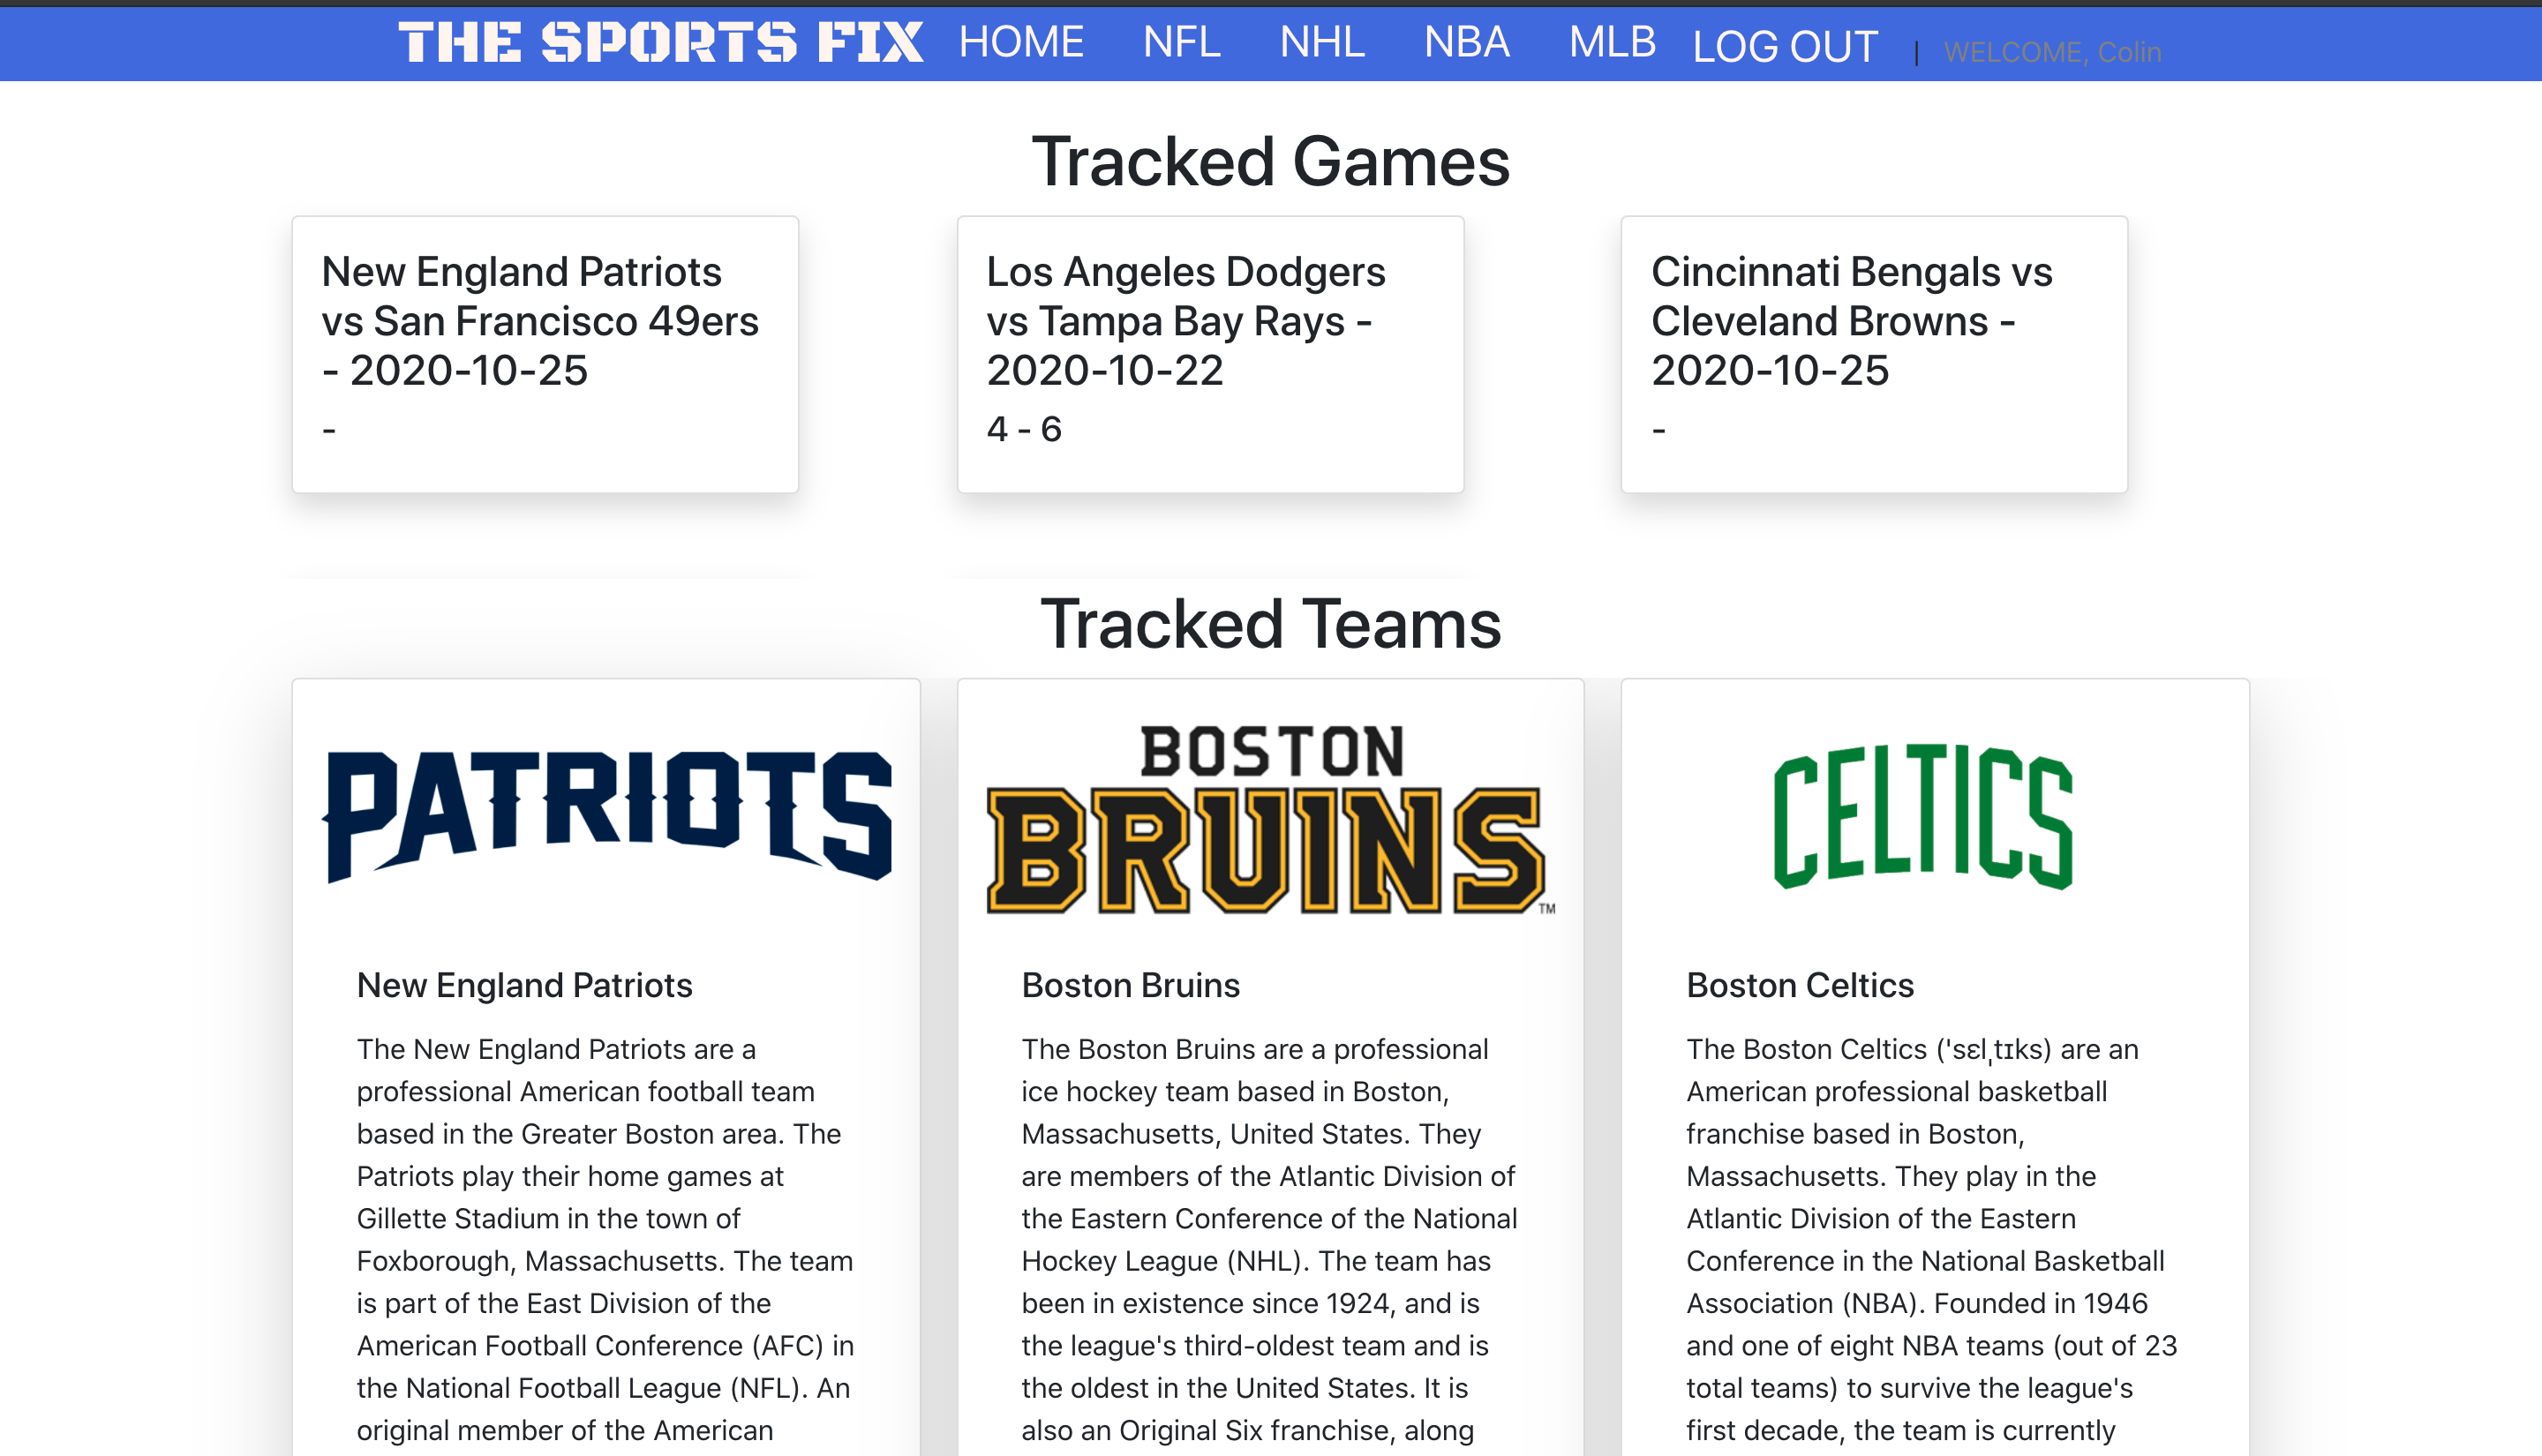 THE SPORTS FIX HOME NFL NHL NBA MLB LOG OUT | WELCOME, Colin
Tracked Games
New England Patriots
vs San Francisco 49ers
- 2020-10-25
-
Los Angeles Dodgers
vs Tampa Bay Rays -
2020-10-22
4 - 6
Cincinnati Bengals vs
Cleveland Browns -
2020-10-25
-
Tracked Teams
PATRIOTS
New England Patriots
The New England Patriots are a
professional American football team
based in the Greater Boston area. The
Patriots play their home games at
Gillette Stadium in the town of
Foxborough, Massachusetts. The team
is part of the East Division of the
American Football Conference (AFC) in
the National Football League (NFL). An
original member of the American
BOSTON
BRUINS TM
Boston Bruins
The Boston Bruins are a professional
ice hockey team based in Boston,
Massachusetts, United States. They
are members of the Atlantic Division of
the Eastern Conference of the National
Hockey League (NHL). The team has
been in existence since 1924, and is
the league's third-oldest team and is
the oldest in the United States. It is
also an Original Six franchise, along
CELTICS
Boston Celtics
The Boston Celtics ('sɛlˌtɪks) are an
American professional basketball
franchise based in Boston,
Massachusetts. They play in the
Atlantic Division of the Eastern
Conference in the National Basketball
Association (NBA). Founded in 1946
and one of eight NBA teams (out of 23
total teams) to survive the league's
first decade, the team is currently